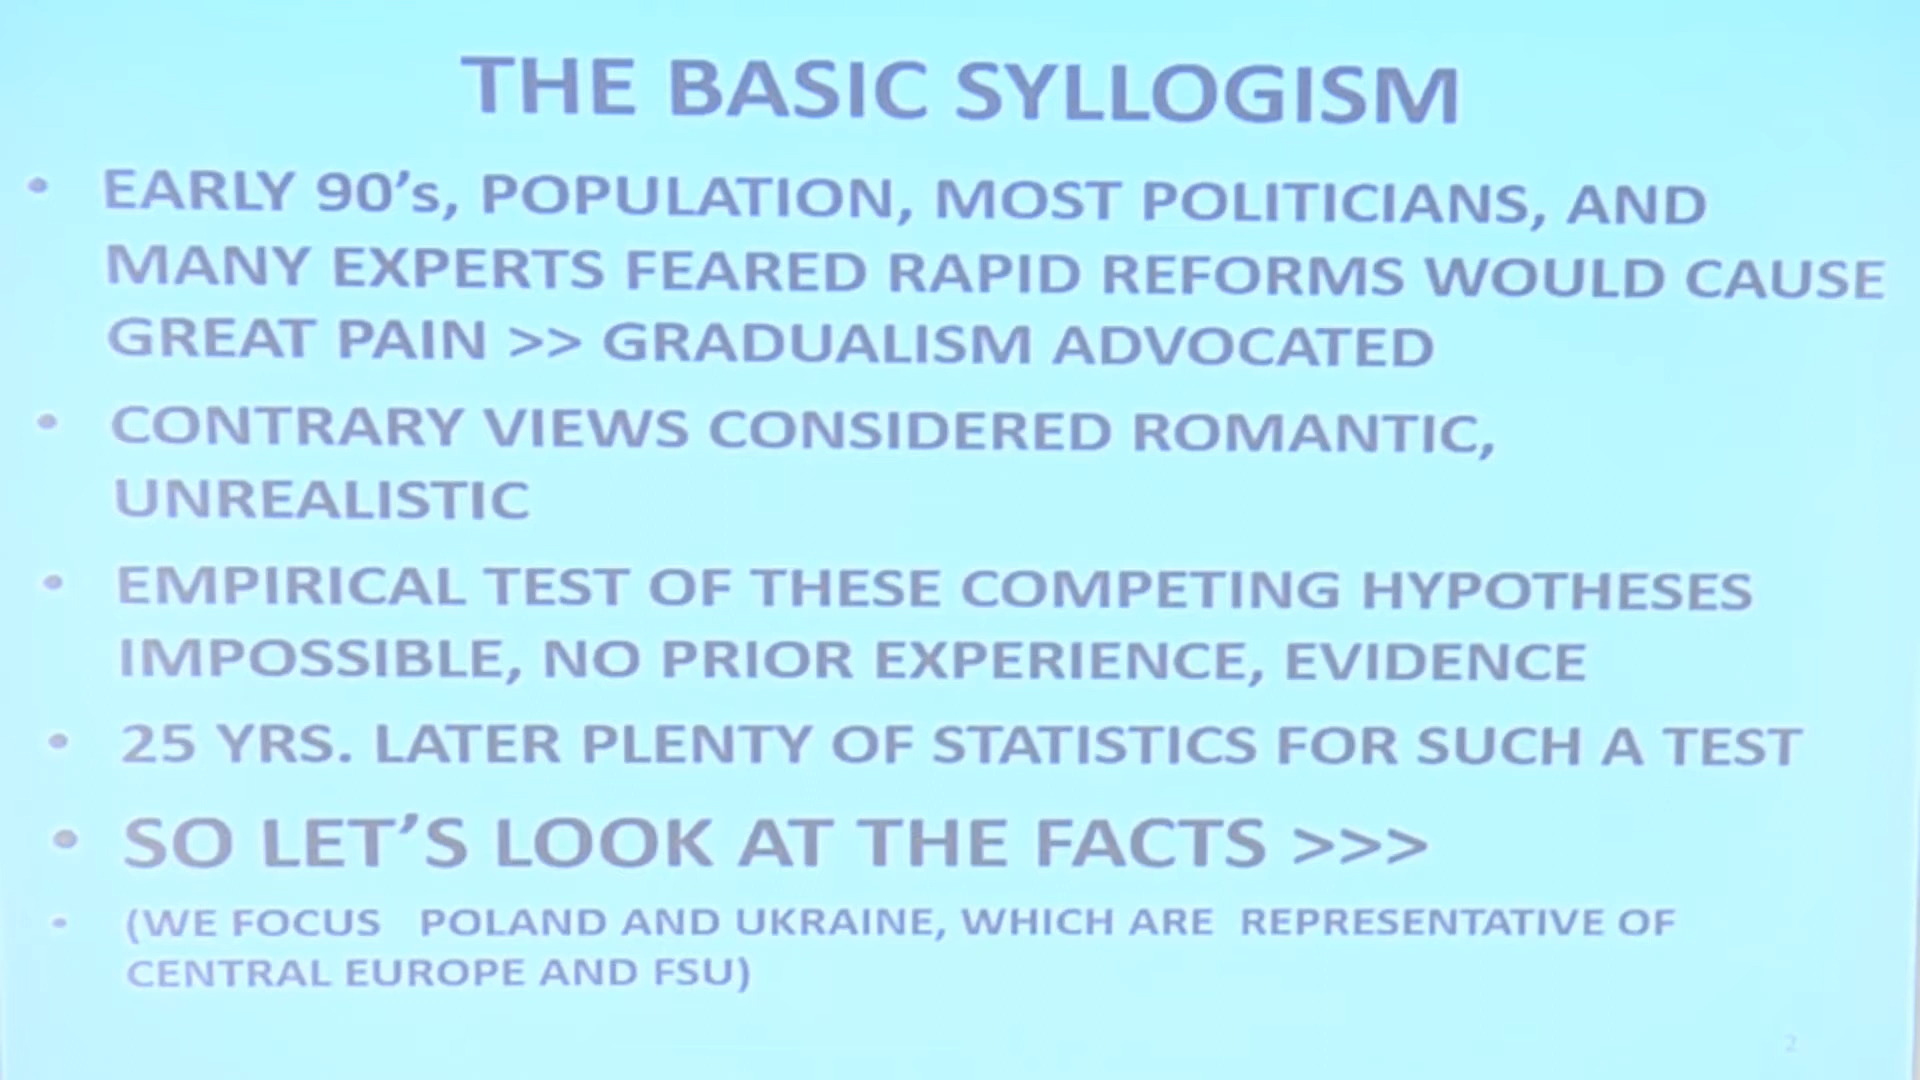 THE BASIC SYLLOGISM
• EARLY 90’s, POPULATION, MOST POLITICIANS, AND
MANY EXPERTS FEARED RAPID REFORMS WOULD CAUSE
GREAT PAIN >> GRADUALISM ADVOCATED
• CONTRARY VIEWS CONSIDERED ROMANTIC,
UNREALISTIC
• EMPIRICAL TEST OF THESE COMPETING HYPOTHESES
IMPOSSIBLE, NO PRIOR EXPERIENCE, EVIDENCE
• 25 YRS. LATER PLENTY OF STATISTICS FOR SUCH A TEST
• SO LET’S LOOK AT THE FACTS >>>
• (WE FOCUS POLAND AND UKRAINE, WHICH ARE REPRESENTATIVE OF
CENTRAL EUROPE AND FSU)
2